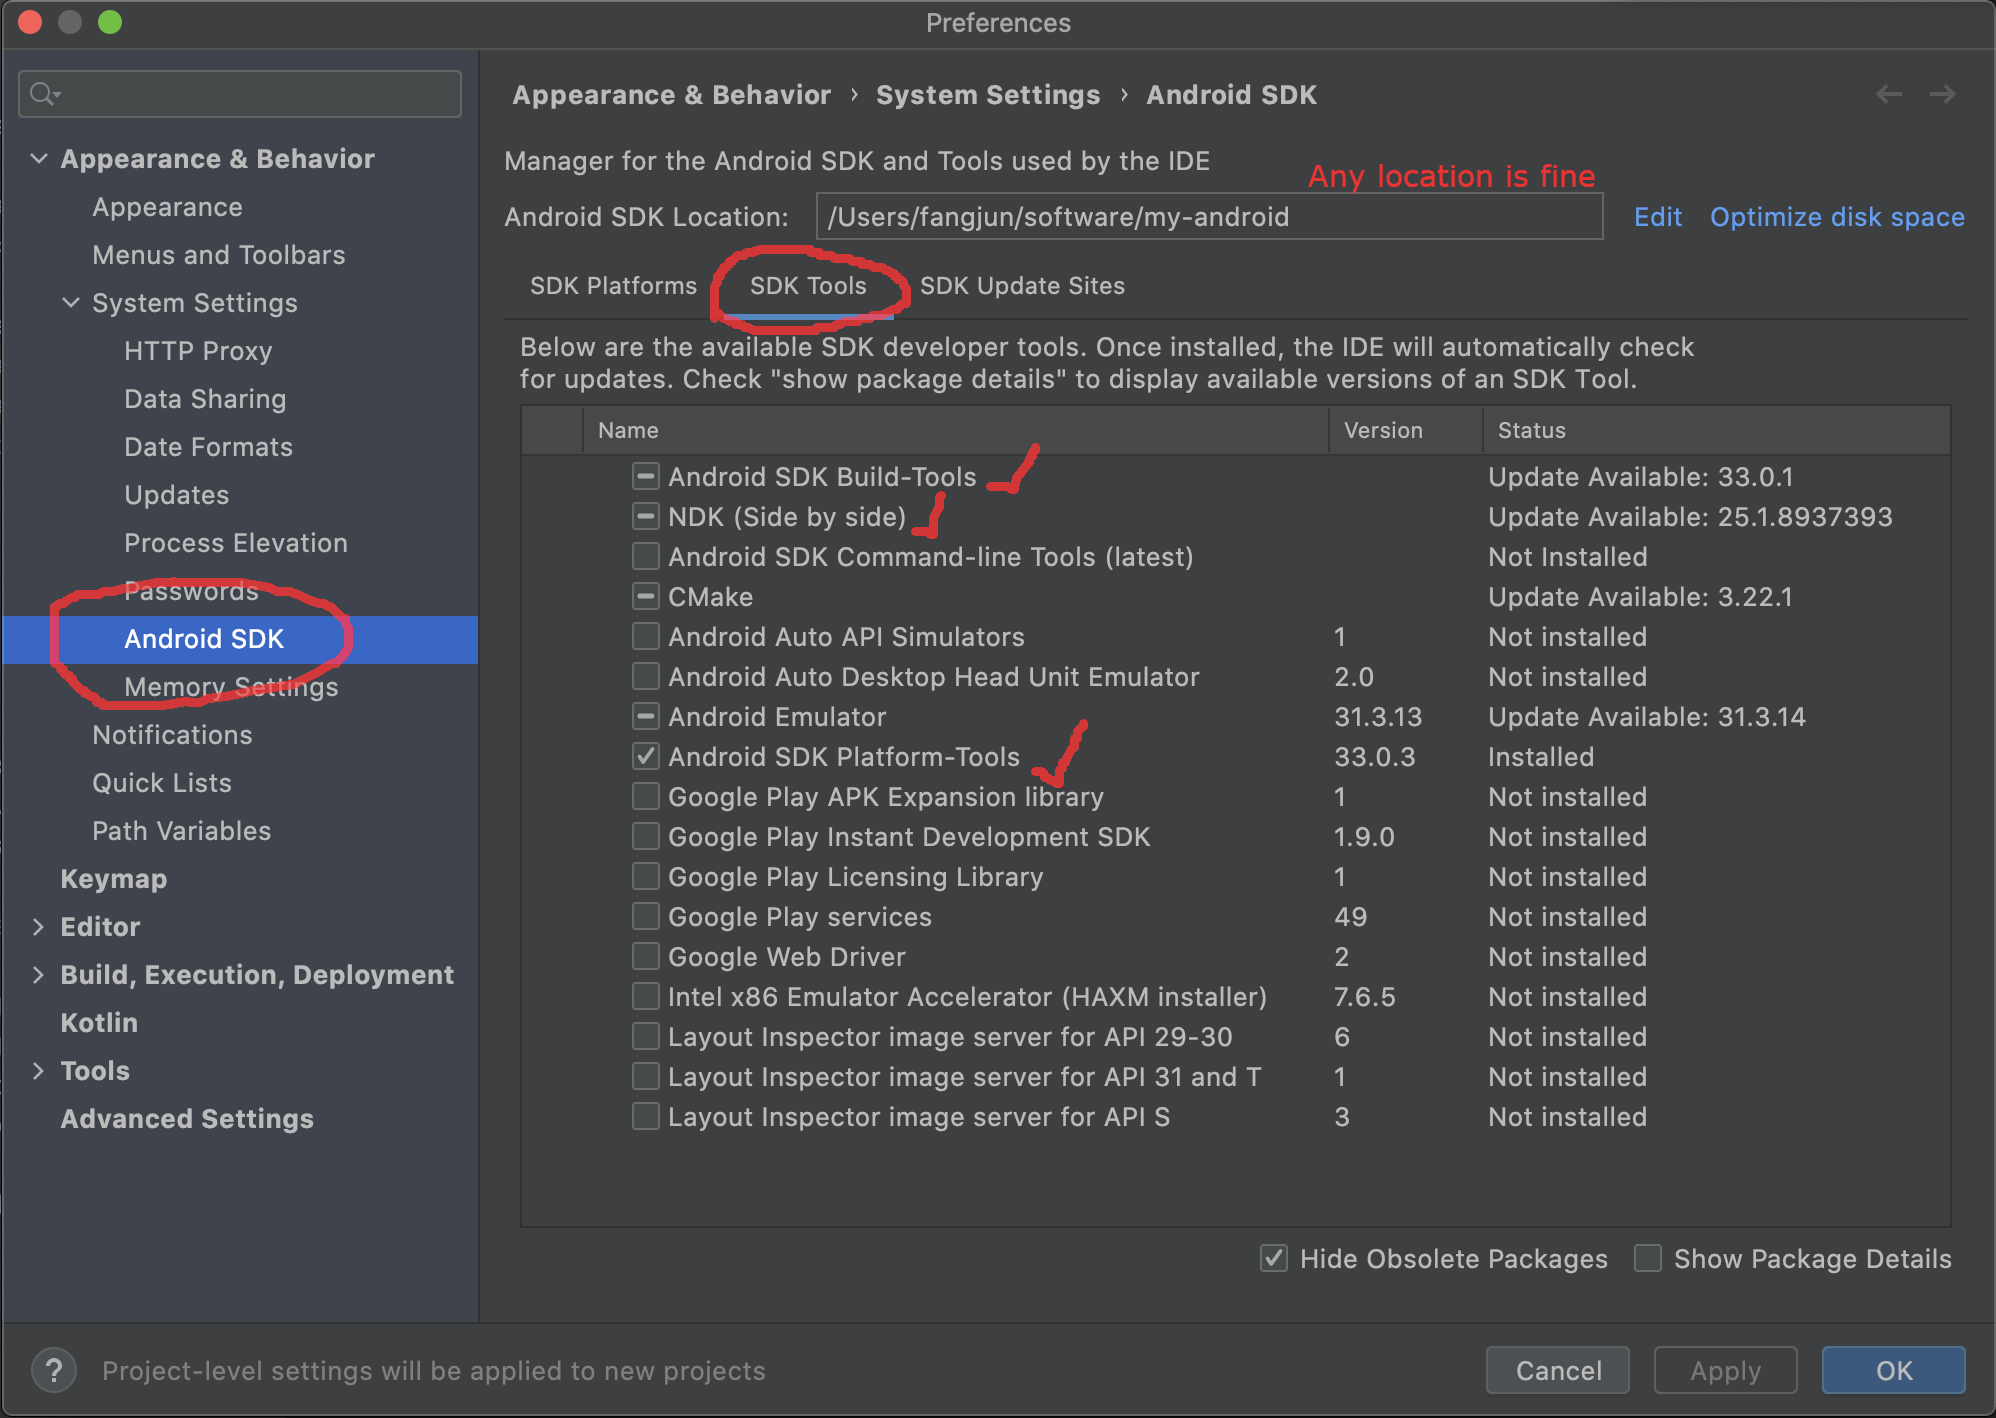 Preferences
Appearance & Behavior
Appearance
Menus and Toolbars
System Settings
HTTP Proxy
Data Sharing
Date Formats
Updates
Process Elevation
Passwords
Android SDK
Memory Settings
Notifications
Quick Lists
Path Variables
Keymap
Editor
Build, Execution, Deployment
Kotlin
Tools
Advanced Settings
Appearance & Behavior › System Settings › Android SDK
Manager for the Android SDK and Tools used by the IDE
Any location is fine
Android SDK Location: /Users/fangjun/software/my-android Edit Optimize disk space
SDK Platforms SDK Tools SDK Update Sites
Below are the available SDK developer tools. Once installed, the IDE will automatically check
for updates. Check "show package details" to display available versions of an SDK Tool.
Name Version Status
Android SDK Build-Tools Update Available: 33.0.1
NDK (Side by side) Update Available: 25.1.8937393
Android SDK Command-line Tools (latest) Not Installed
CMake Update Available: 3.22.1
Android Auto API Simulators 1 Not installed
Android Auto Desktop Head Unit Emulator 2.0 Not installed
Android Emulator 31.3.13 Update Available: 31.3.14
Android SDK Platform-Tools 33.0.3 Installed
Google Play APK Expansion library 1 Not installed
Google Play Instant Development SDK 1.9.0 Not installed
Google Play Licensing Library 1 Not installed
Google Play services 49 Not installed
Google Web Driver 2 Not installed
Intel x86 Emulator Accelerator (HAXM installer) 7.6.5 Not installed
Layout Inspector image server for API 29-30 6 Not installed
Layout Inspector image server for API 31 and T 1 Not installed
Layout Inspector image server for API S 3 Not installed
Hide Obsolete Packages Show Package Details
? Project-level settings will be applied to new projects
Cancel Apply OK